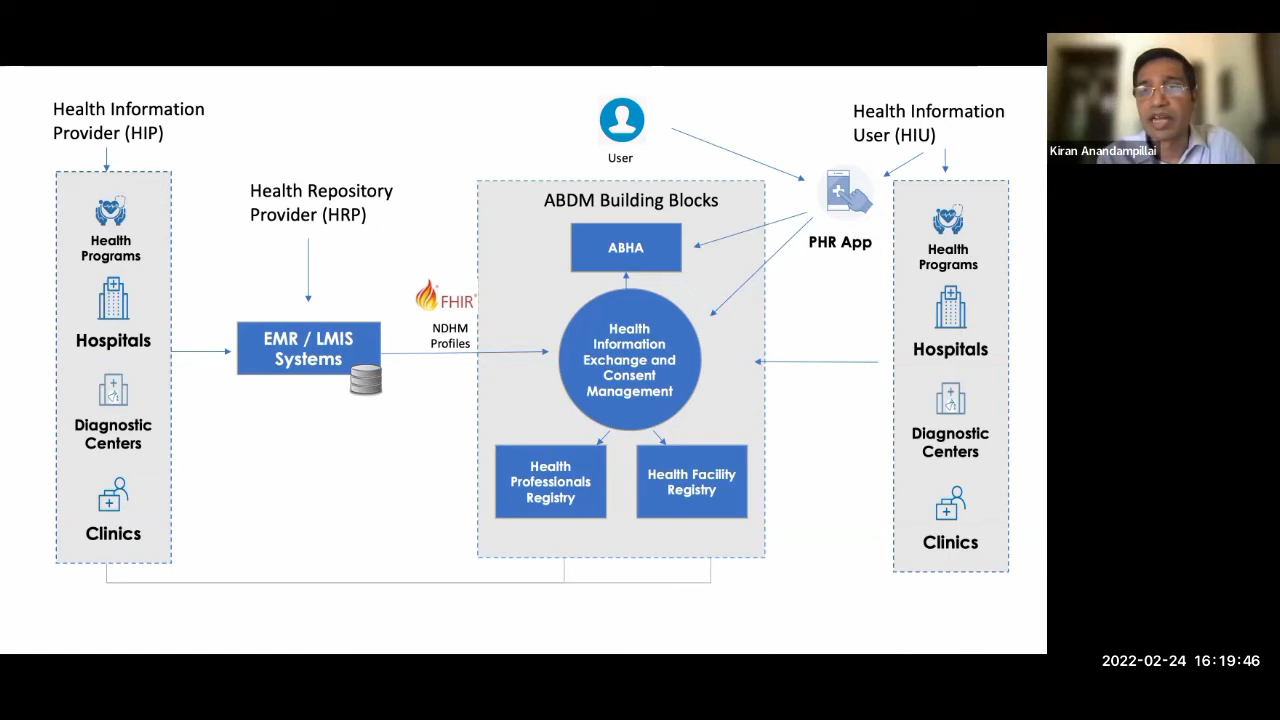 Health Information
Provider (HIP)
Health
Programs
Hospitals
Diagnostic
Centers
Clinics
Health Repository
Provider (HRP)
EMR / LMIS
Systems
FHIR®
NDHM
Profiles
User
ABDM Building Blocks
ABHA
Health
Information
Exchange and
Consent
Management
Health
Professionals
Registry
Health Facility
Registry
PHR App
Health Information
User (HIU)
Health
Programs
Hospitals
Diagnostic
Centers
Clinics
Kiran Anandampillai
2022-02-24 16:19:46